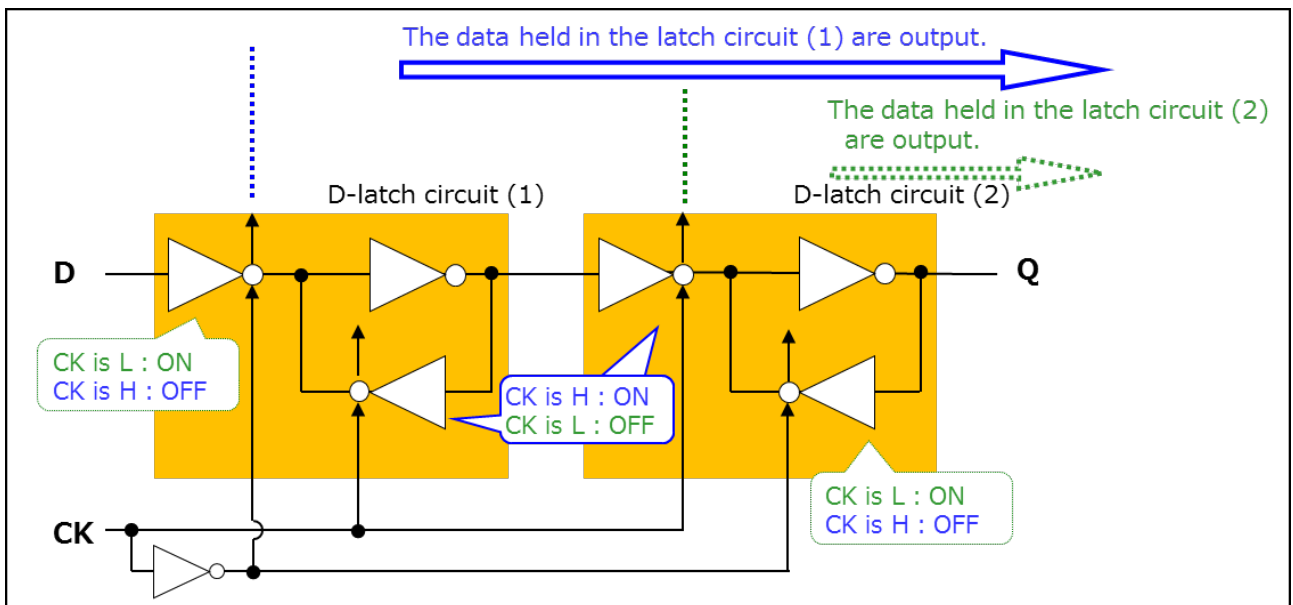 The data held in the latch circuit (1) are output.
The data held in the latch circuit (2)
are output.
D-latch circuit (1)
D-latch circuit (2)
D
Q
CK is L : ON
CK is H : OFF
CK is H : ON
CK is L : OFF
CK is L : ON
CK is H : OFF
CK